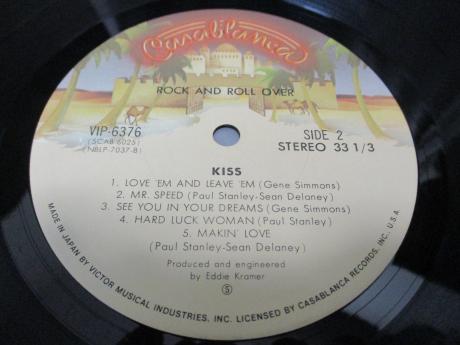 Casablanca
ROCK AND ROLL OVER
VIP-6376
(SCAB 6025)
(NBLP-7037-B)
SIDE 2
STEREO 33 1/3
KISS
1. LOVE 'EM AND LEAVE 'EM (Gene Simmons)
2. MR. SPEED (Paul Stanley-Sean Delaney)
3. SEE YOU IN YOUR DREAMS (Gene Simmons)
4. HARD LUCK WOMAN (Paul Stanley)
5. MAKIN' LOVE
(Paul Stanley-Sean Delaney)
Produced and engineered
by Eddie Kramer
S
MADE IN JAPAN BY VICTOR MUSICAL INDUSTRIES, INC. LICENSED BY CASABLANCA RECORDS, INC., U.S.A.